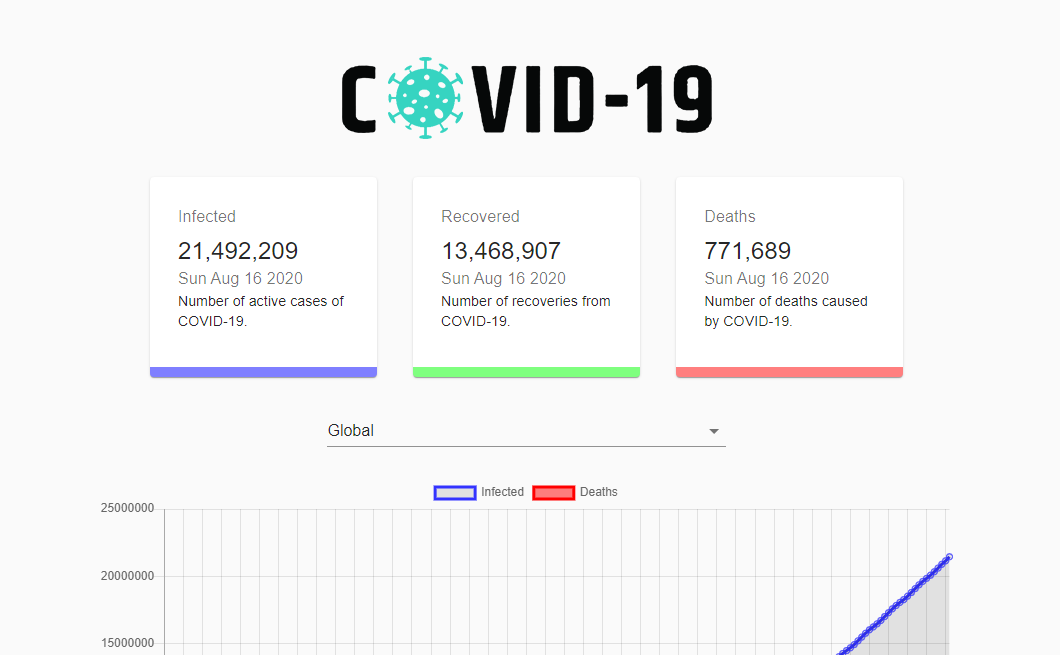 COVID-19
Infected
21,492,209
Sun Aug 16 2020
Number of active cases of
COVID-19.
Recovered
13,468,907
Sun Aug 16 2020
Number of recoveries from
COVID-19.
Deaths
771,689
Sun Aug 16 2020
Number of deaths caused
by COVID-19.
Global
Infected Deaths
25000000
20000000
15000000